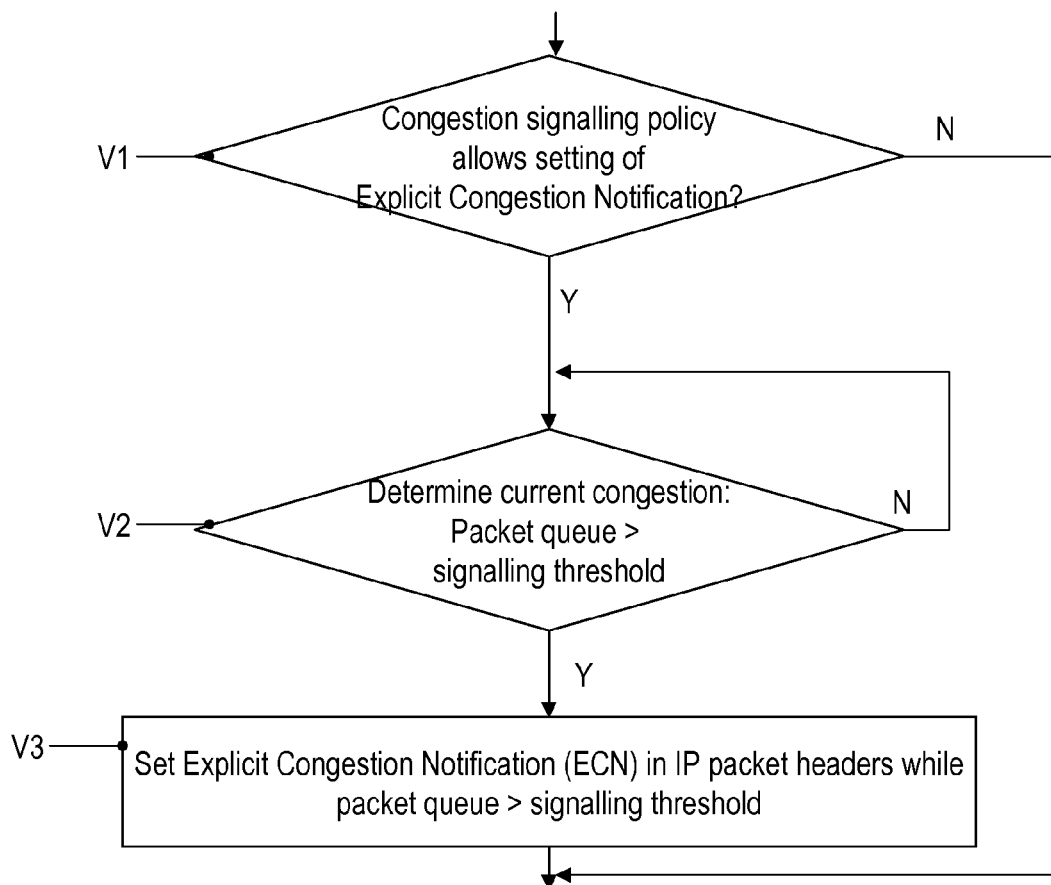 Congestion signalling policy
allows setting of
Explicit Congestion Notification?
V1
N
Y
Determine current congestion:
Packet queue >
signalling threshold
V2
N
Y
V3
Set Explicit Congestion Notification (ECN) in IP packet headers while
packet queue > signalling threshold